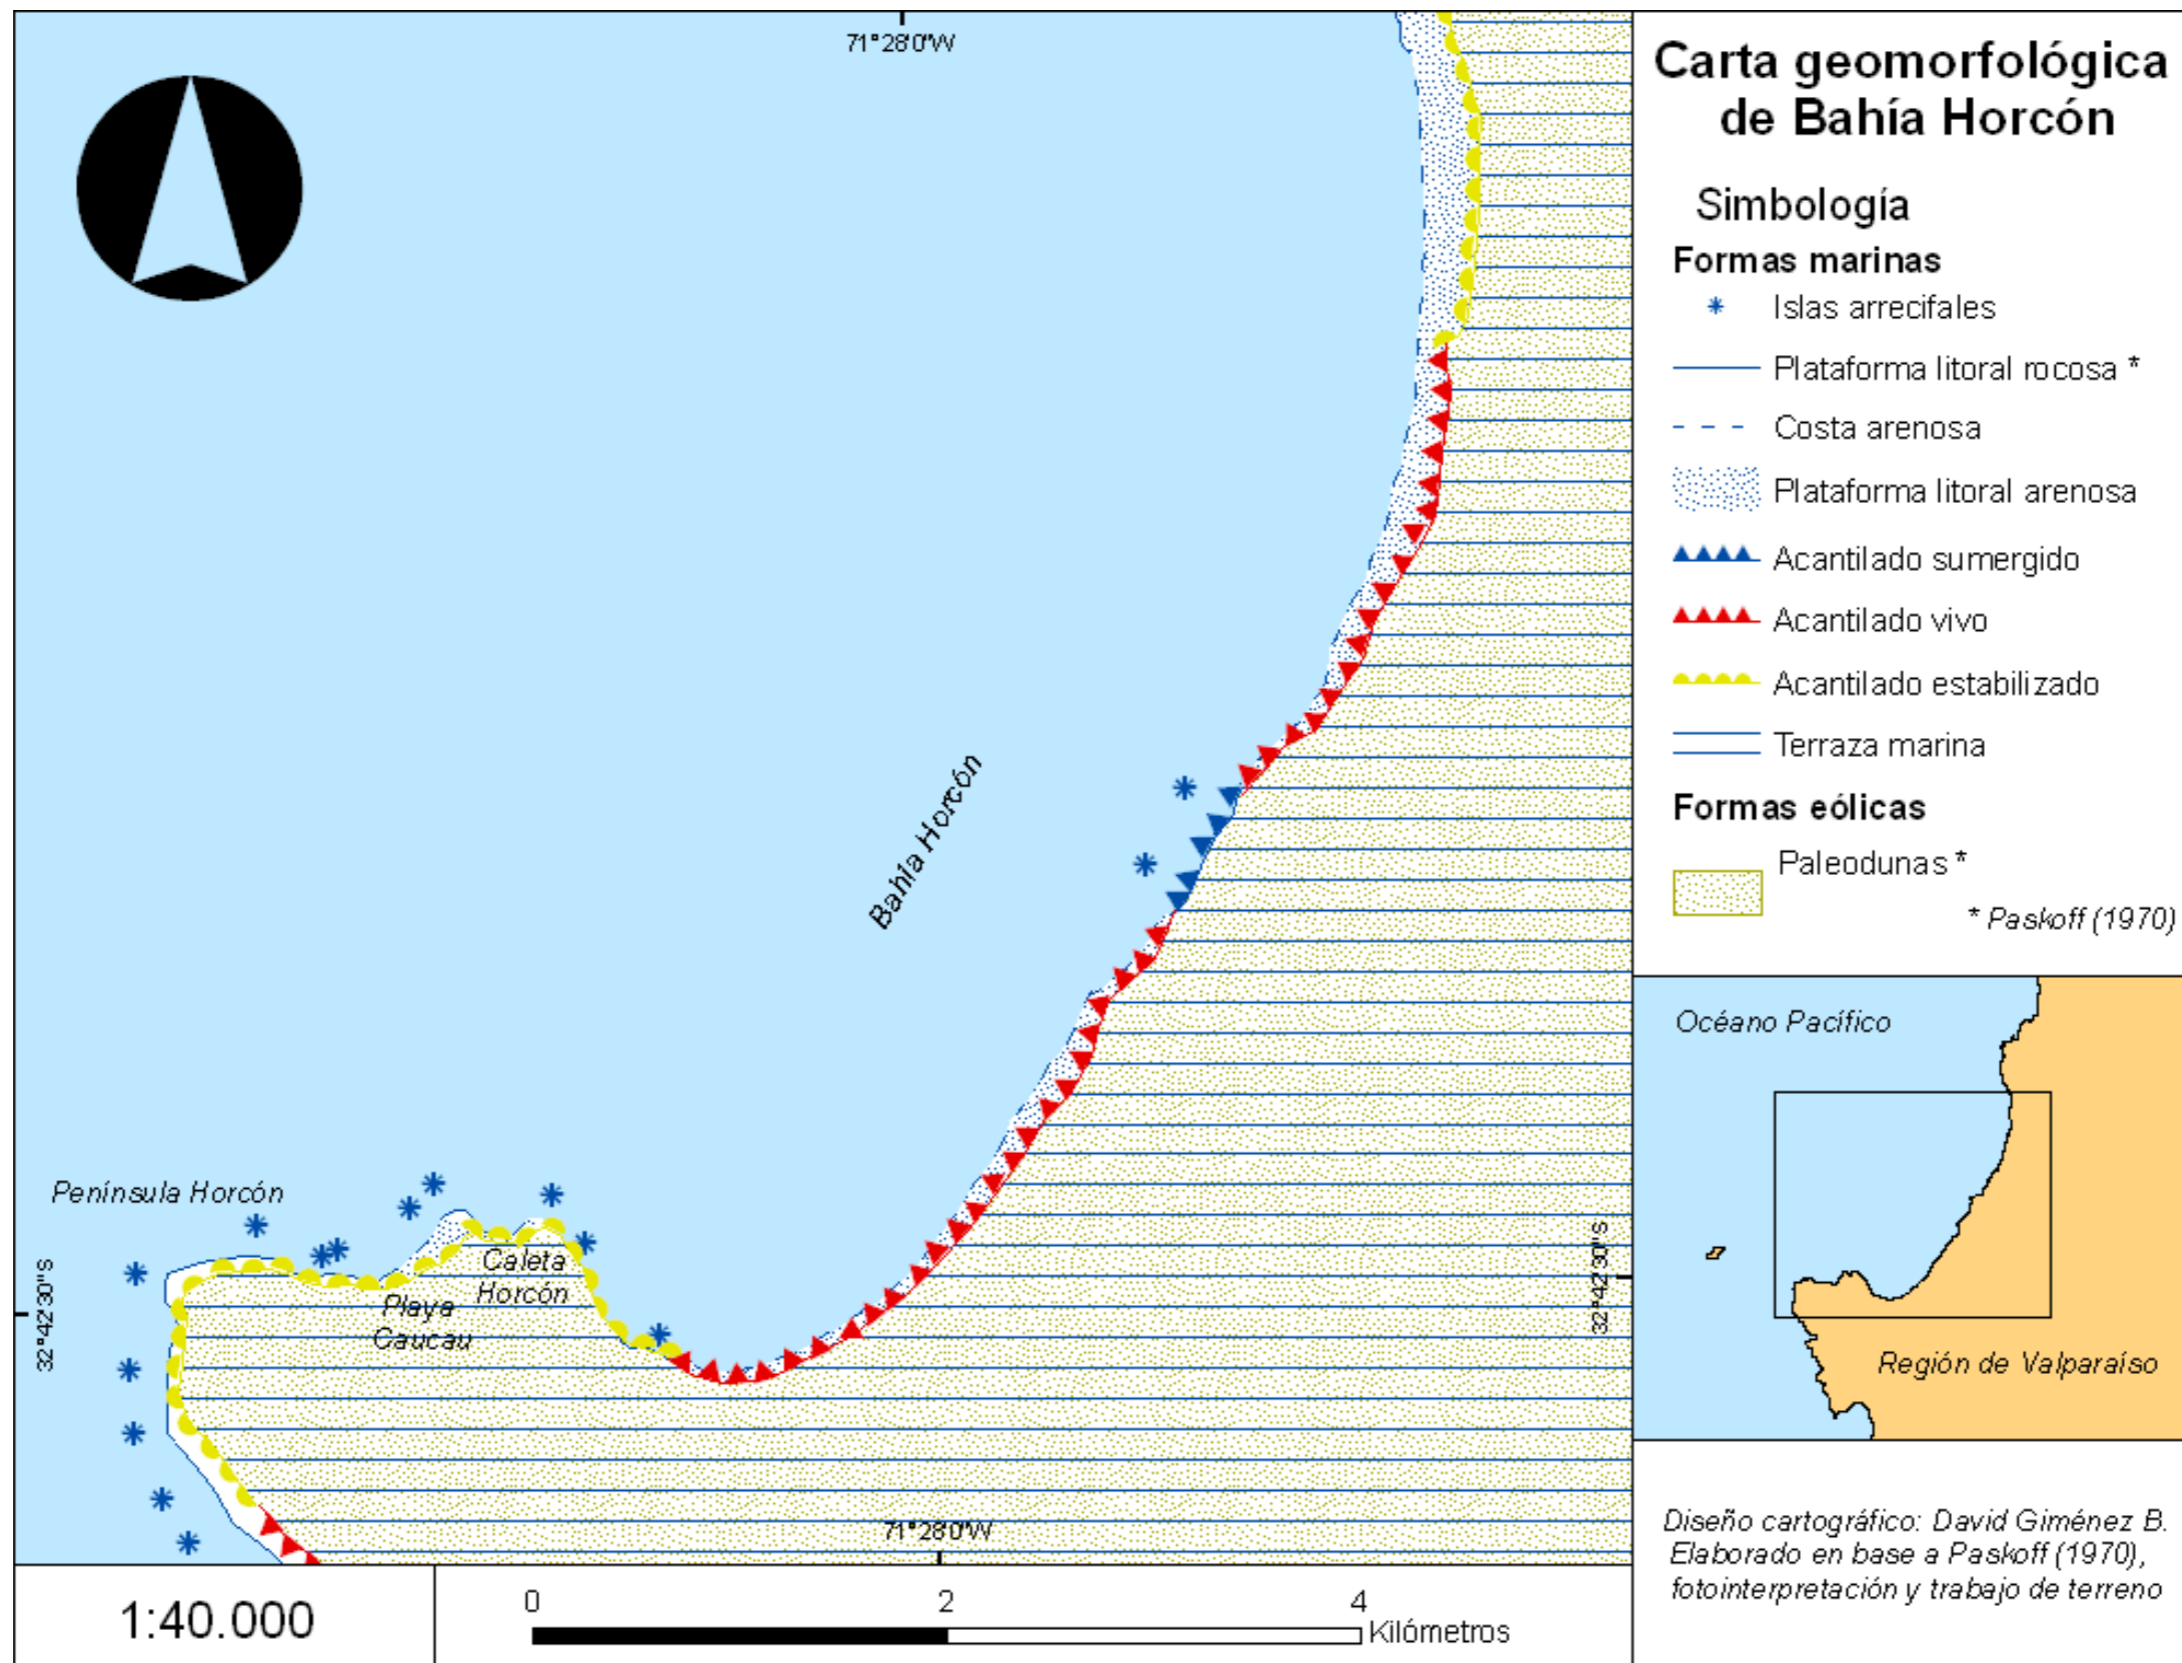 71°28'0"W
Carta geomorfológica
de Bahía Horcón
Simbología
Formas marinas
Islas arrecifales
Plataforma litoral rocosa *
Costa arenosa
Plataforma litoral arenosa
Acantilado sumergido
Acantilado vivo
Acantilado estabilizado
Terraza marina
Formas eólicas
Paleodunas *
* Paskoff (1970)
Bahía Horcón
Península Horcón
Caleta
Horcón
Playa
Caucau
32°42'30"S
32°42'30"S
71°28'0"W
Océano Pacífico
Región de Valparaíso
Diseño cartográfico: David Giménez B.
Elaborado en base a Paskoff (1970),
fotointerpretación y trabajo de terreno
1:40.000
0 2 4
Kilómetros